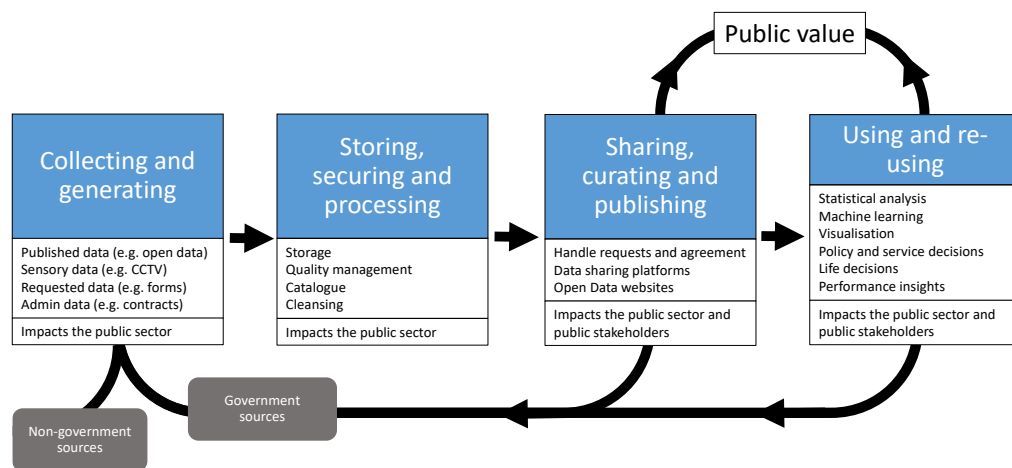 Public value
Collecting and
generating
Published data (e.g. open data)
Sensory data (e.g. CCTV)
Requested data (e.g. forms)
Admin data (e.g. contracts)
Impacts the public sector
Storing,
securing and
processing
Storage
Quality management
Catalogue
Cleansing
Impacts the public sector
Sharing,
curating and
publishing
Handle requests and agreement
Data sharing platforms
Open Data websites
Impacts the public sector and
public stakeholders
Using and re-
using
Statistical analysis
Machine learning
Visualisation
Policy and service decisions
Life decisions
Performance insights
Impacts the public sector and
public stakeholders
Non-government
sources
Government
sources